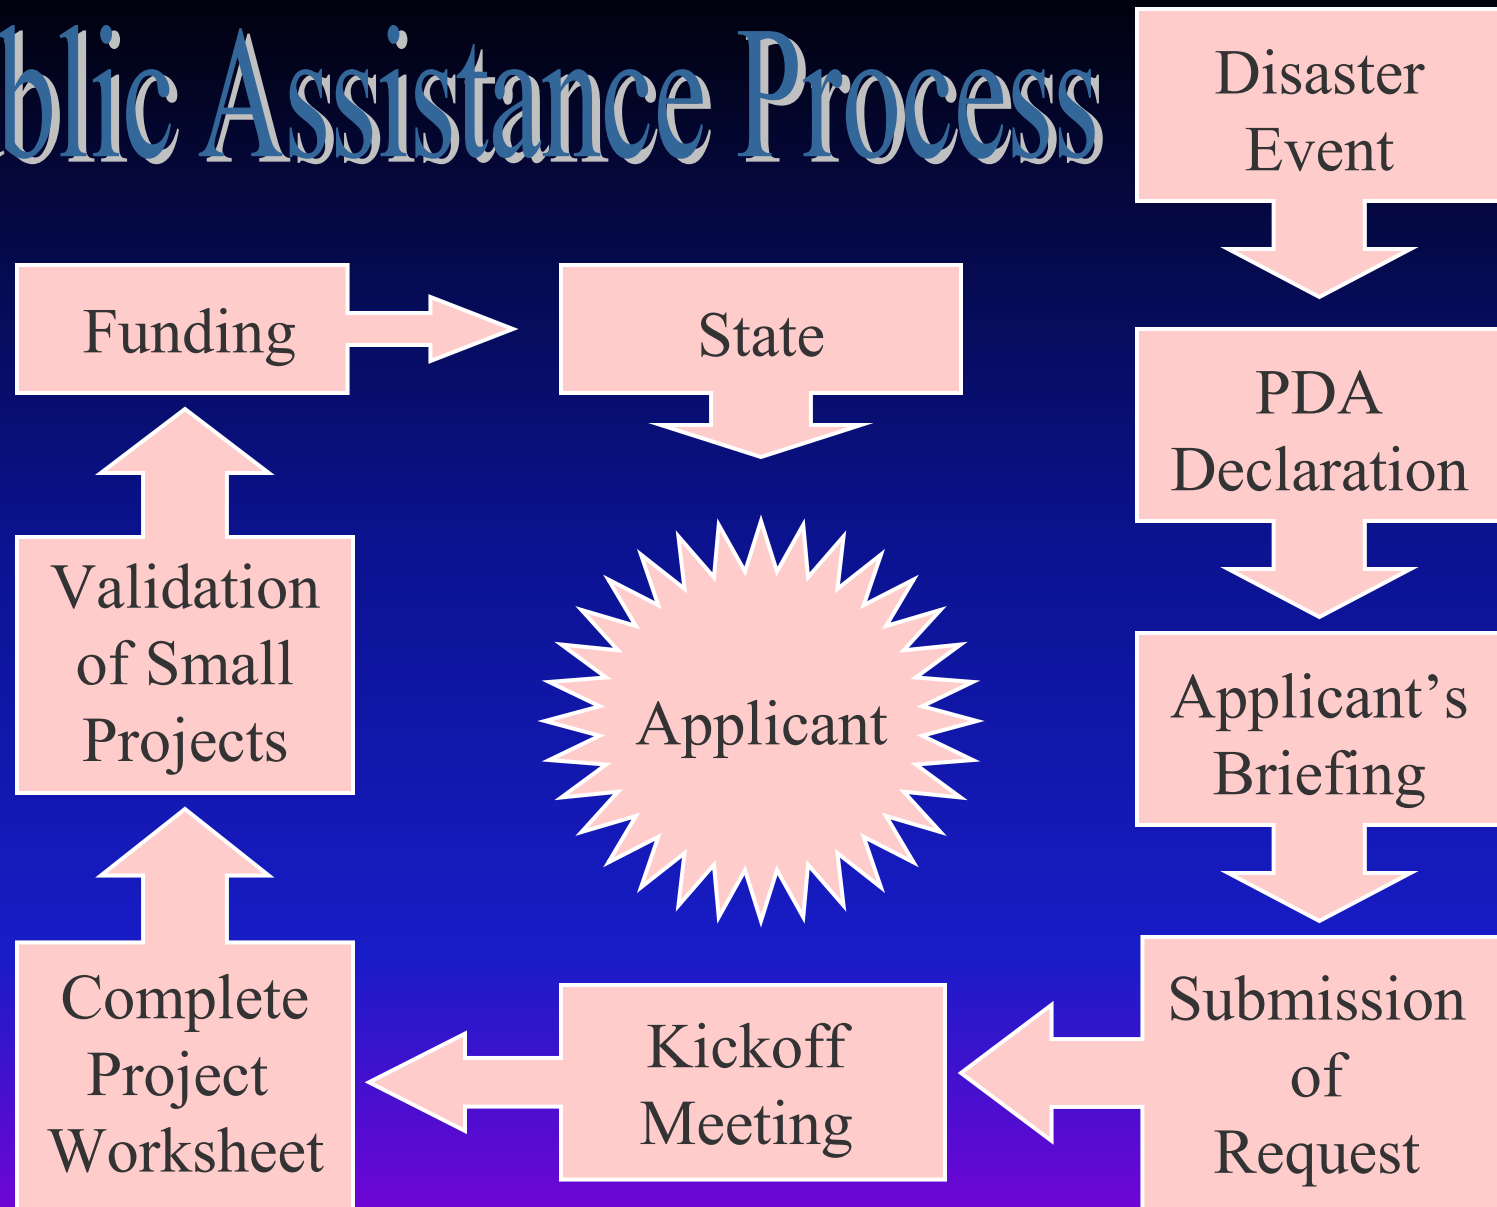 blic Assistance Process
Disaster
Event
PDA
Declaration
Applicant’s
Briefing
Submission
of
Request
Kickoff
Meeting
Complete
Project
Worksheet
Validation
of Small
Projects
Funding
State
Applicant